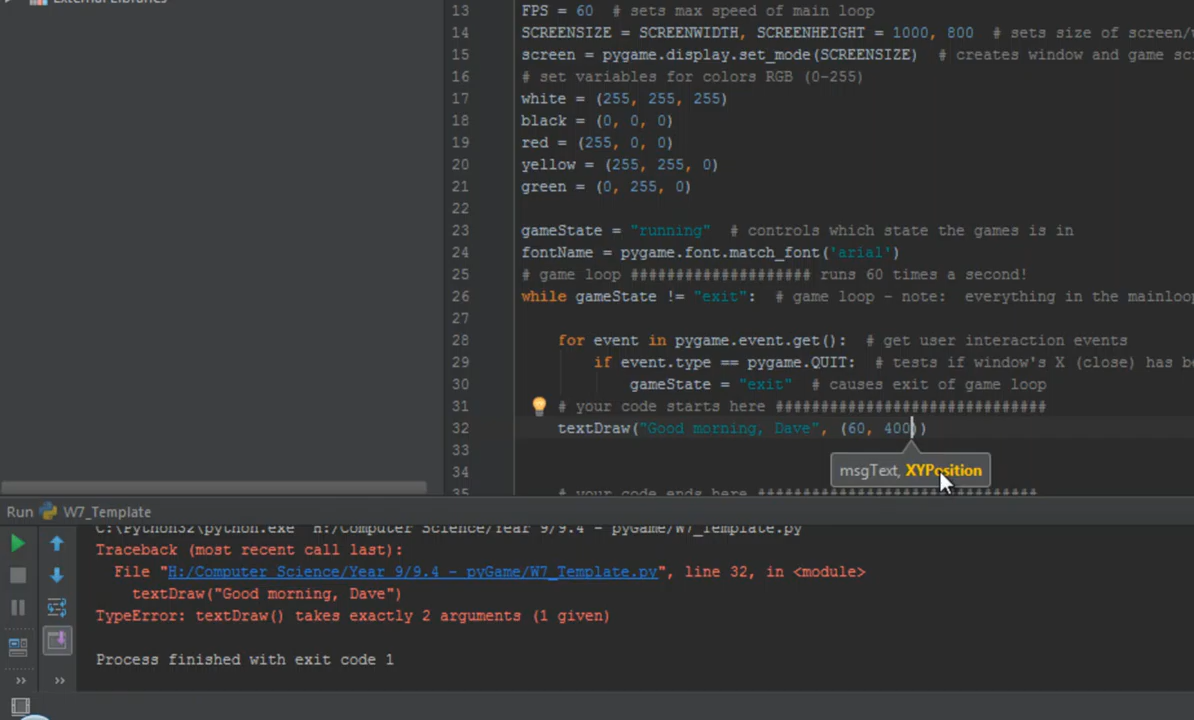 External Libraries
13 FPS = 60  # sets max speed of main loop
14 SCREENSIZE = SCREENWIDTH, SCREENHEIGHT = 1000, 800  # sets size of screen/
15 screen = pygame.display.set_mode(SCREENSIZE)  # creates window and game
16 # set variables for colors RGB (0-255)
17 white = (255, 255, 255)
18 black = (0, 0, 0)
19 red = (255, 0, 0)
20 yellow = (255, 255, 0)
21 green = (0, 255, 0)
22
23 gameState = "running"  # controls which state the games is in
24 fontName = pygame.font.match_font('arial')
25 # game loop #################### runs 60 times a second!
26 while gameState != "exit":  # game loop - note:  everything in the mainloop
27
28 for event in pygame.event.get():  # get user interaction events
29 if event.type == pygame.QUIT:  # tests if window's X (close) has
30 gameState = "exit"  # causes exit of game loop
31 # your code starts here ##############################
32 textDraw("Good morning, Dave", (60, 400))
33
msgText, XYPosition
34
35 # your code ends here ###############################
Run W7_Template
C:\Python32\python.exe "H:/Computer Science/Year 9/9.4 - pyGame/W7_Template.py
Traceback (most recent call last):
File "H:/Computer Science/Year 9/9.4 - pyGame/W7_Template.py", line 32, in <module>
textDraw("Good morning, Dave")
TypeError: textDraw() takes exactly 2 arguments (1 given)
Process finished with exit code 1